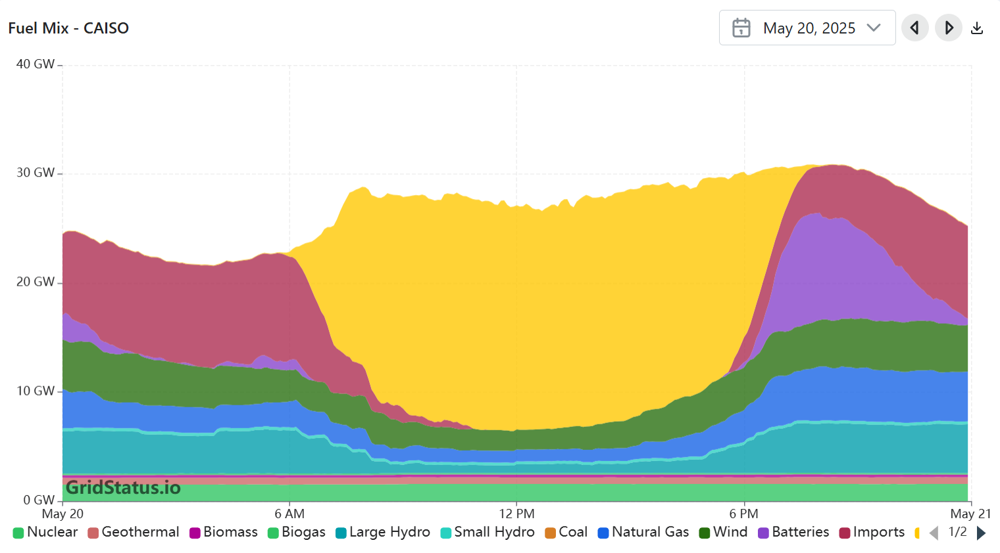 Fuel Mix - CAISO
1
May 20, 2025
40 GW
30 GW
20 GW
10 GW
0 GW
GridStatus.io
May 20 6 AM 12 PM 6 PM May 21
Nuclear Geothermal Biomass Biogas Large Hydro Small Hydro Coal Natural Gas Wind Batteries Imports 1/2